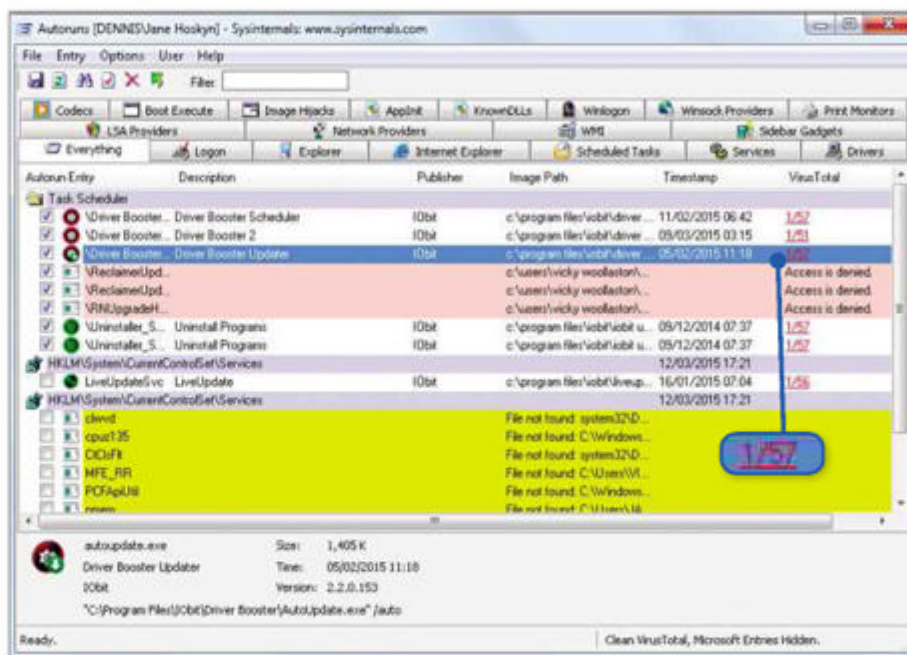 Autoruns [DENNIS\Jane Hoskyn] - Sysinternals: www.sysinternals.com
File Entry Options User Help
Filter:
Codecs Boot Execute Image Hijacks AppInit KnownDLLs Winlogon Winsock Providers Print Monitors
LSA Providers Network Providers WMI Sidebar Gadgets
Everything Logon Explorer Internet Explorer Scheduled Tasks Services Drivers
Autorun Entry Description Publisher Image Path Timestamp VirusTotal
Task Scheduler
\Driver Booster... Driver Booster Scheduler IObit c:\program files\iobit\driver ... 11/02/2015 06:42 1/57
\Driver Booster... Driver Booster 2 IObit c:\program files\iobit\driver ... 09/03/2015 03:15 1/51
\Driver Booster... Driver Booster Updater IObit c:\program files\iobit\driver ... 05/02/2015 11:18 1/57
\ReclaimerUpd... c:\users\vicky woollaston\... Access is denied.
\ReclaimerUpd... c:\users\vicky woollaston\... Access is denied.
\RNUpgradeH... c:\users\vicky woollaston\... Access is denied.
\Uninstaller_S... Uninstall Programs IObit c:\program files\iobit\iobit u... 09/12/2014 07:37 1/57
\Uninstaller_S... Uninstall Programs IObit c:\program files\iobit\iobit u... 09/12/2014 07:37 1/57
HKLM\System\CurrentControlSet\Services 12/03/2015 17:21
LiveUpdateSvc LiveUpdate IObit c:\program files\iobit\liveup... 16/01/2015 07:04 1/56
HKLM\System\CurrentControlSet\Services 12/03/2015 17:21
clwvd File not found: system32\D...
cpuz135 File not found: C:\Windows...
File not found: system32\D...
MFE_RR File not found: C:\Users\VI...
PCFApiUtil File not found: C:\Windows...
File not found: C:\Users\JA...
1/57
autoupdate.exe Size: 1,405 K
Driver Booster Updater Time: 05/02/2015 11:18
IObit Version: 2.2.0.153
"C:\Program Files\IObit\Driver Booster\AutoUpdate.exe" /auto
Ready. Clean VirusTotal, Microsoft Entries Hidden.